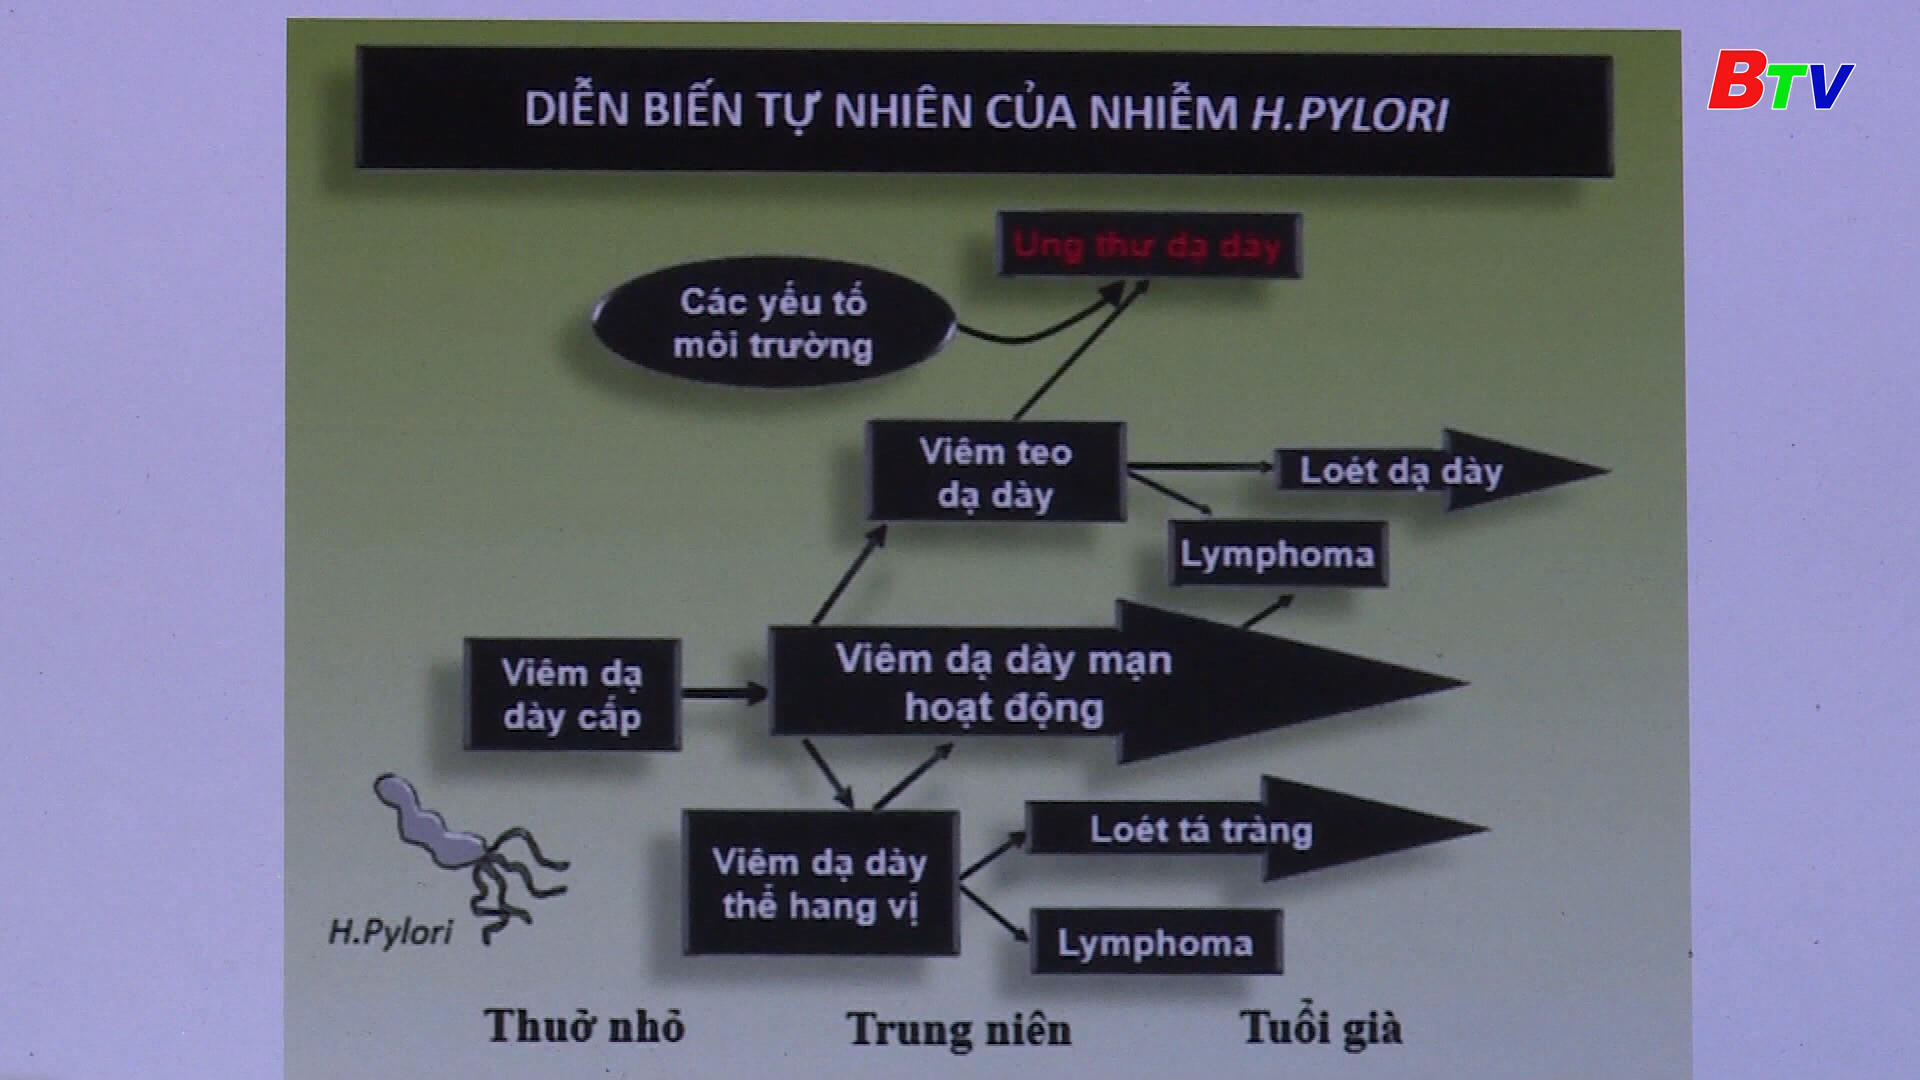 BTV
DIỄN BIẾN TỰ NHIÊN CỦA NHIỄM H.PYLORI
Ung thư dạ dày
Các yếu tố
môi trường
Viêm teo
dạ dày
Loét dạ dày
Lymphoma
Viêm dạ
dày cấp
Viêm dạ dày mạn
hoạt động
Loét tá tràng
Viêm dạ dày
thể hang vị
Lymphoma
H.Pylori
Thuở nhỏ
Trung niên
Tuổi già